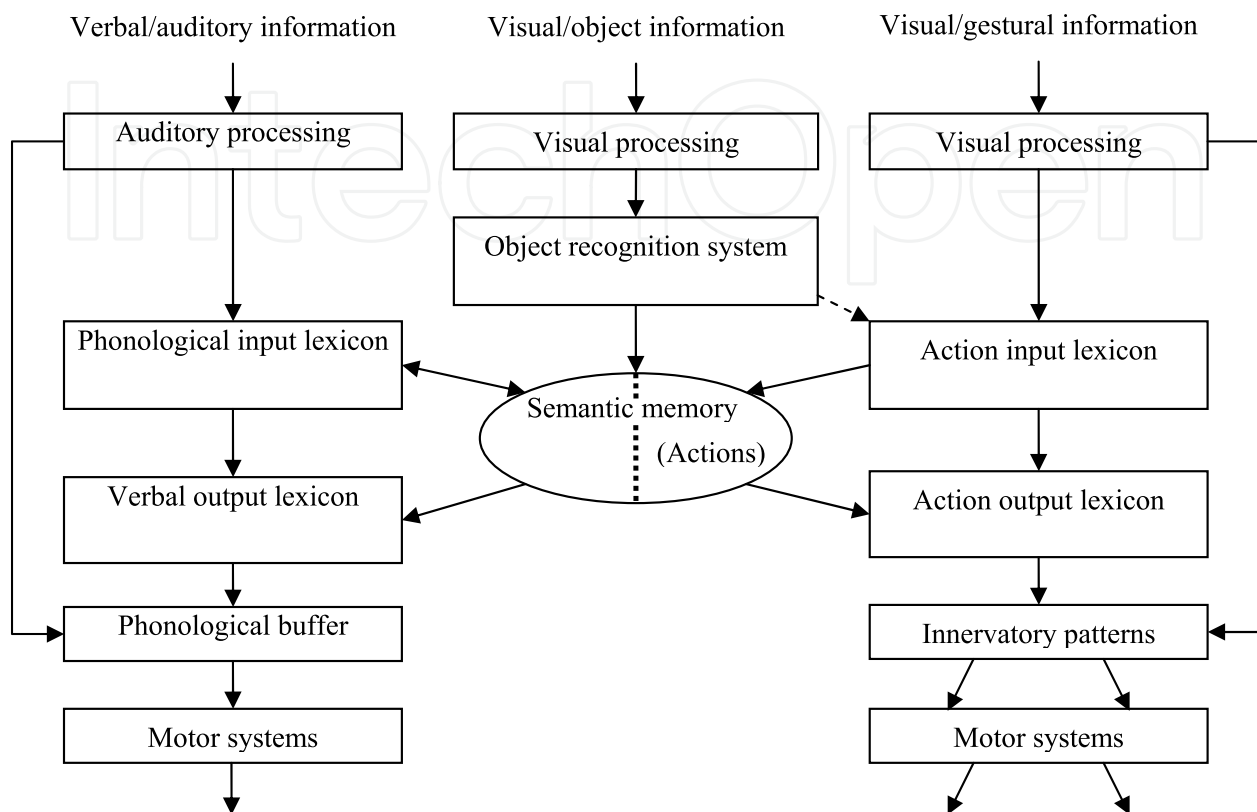 Verbal/auditory information
Visual/object information
Visual/gestural information
Auditory processing
Visual processing
Visual processing
Object recognition system
Phonological input lexicon
Action input lexicon
Semantic memory
(Actions)
Verbal output lexicon
Action output lexicon
Phonological buffer
Innervatory patterns
Motor systems
Motor systems
IntechOpen